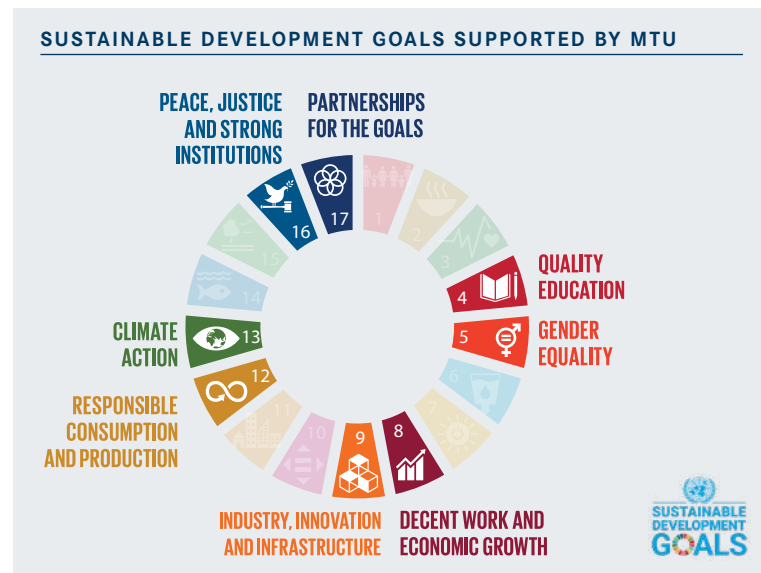 SUSTAINABLE DEVELOPMENT GOALS SUPPORTED BY MTU
PEACE, JUSTICE
AND STRONG
INSTITUTIONS
PARTNERSHIPS
FOR THE GOALS
17
1
16
2
15
3
14
4
QUALITY
EDUCATION
CLIMATE
ACTION
13
5
GENDER
EQUALITY
12
6
RESPONSIBLE
CONSUMPTION
AND PRODUCTION
11
7
10
9
8
INDUSTRY, INNOVATION
AND INFRASTRUCTURE
DECENT WORK AND
ECONOMIC GROWTH
SUSTAINABLE
DEVELOPMENT
GOALS